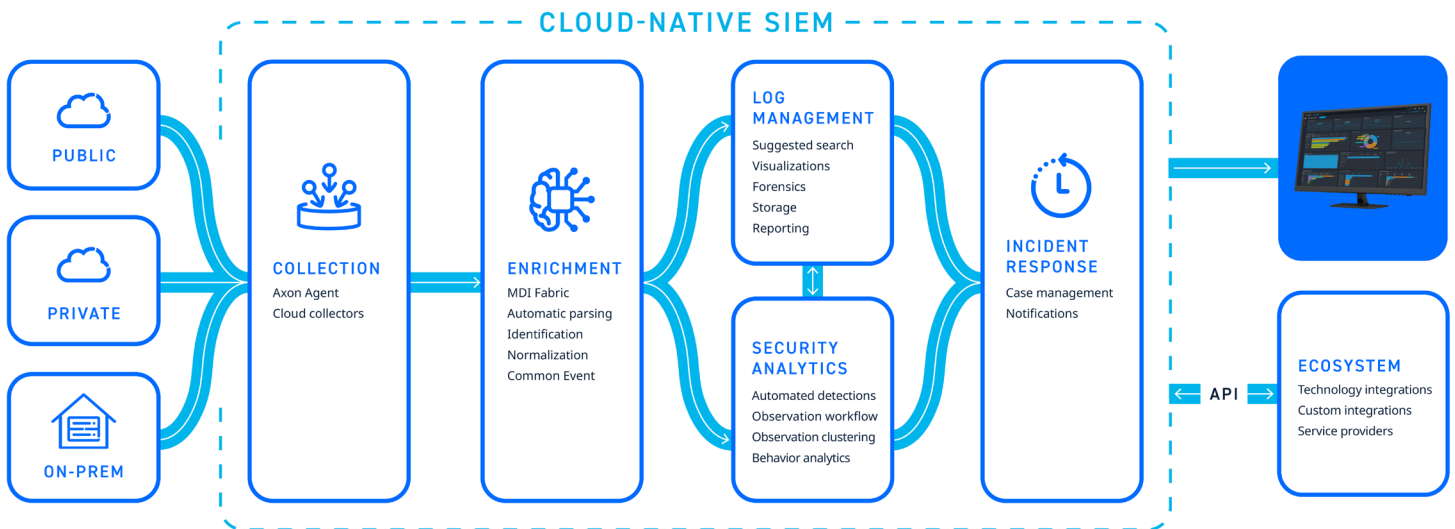 CLOUD-NATIVE SIEM
PUBLIC
PRIVATE
ON-PREM
COLLECTION
Axon Agent
Cloud collectors
ENRICHMENT
MDI Fabric
Automatic parsing
Identification
Normalization
Common Event
LOG
MANAGEMENT
Suggested search
Visualizations
Forensics
Storage
Reporting
SECURITY
ANALYTICS
Automated detections
Observation workflow
Observation clustering
Behavior analytics
INCIDENT
RESPONSE
Case management
Notifications
API
ECOSYSTEM
Technology integrations
Custom integrations
Service providers